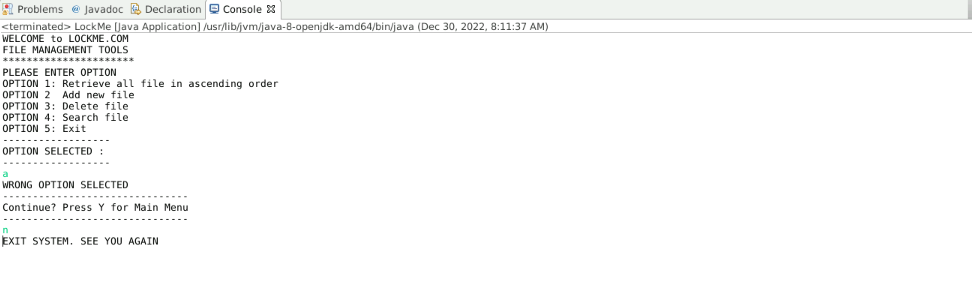 Problems Javadoc Declaration Console
<terminated> LockMe [Java Application] /usr/lib/jvm/java-8-openjdk-amd64/bin/java (Dec 30, 2022, 8:11:37 AM)
WELCOME to LOCKME.COM
FILE MANAGEMENT TOOLS
**********************
PLEASE ENTER OPTION
OPTION 1: Retrieve all file in ascending order
OPTION 2  Add new file
OPTION 3: Delete file
OPTION 4: Search file
OPTION 5: Exit
------------------
OPTION SELECTED :
------------------
a
WRONG OPTION SELECTED
-------------------------------
Continue? Press Y for Main Menu
-------------------------------
n
EXIT SYSTEM. SEE YOU AGAIN